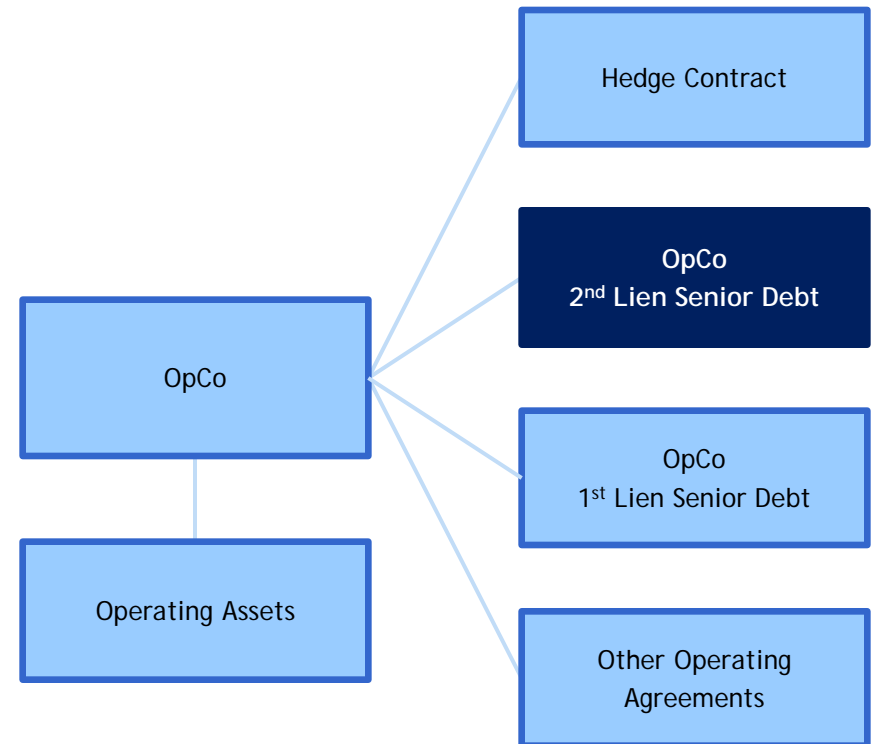 Hedge Contract
OpCo
2nd Lien Senior Debt
OpCo
OpCo
1st Lien Senior Debt
Operating Assets
Other Operating
Agreements